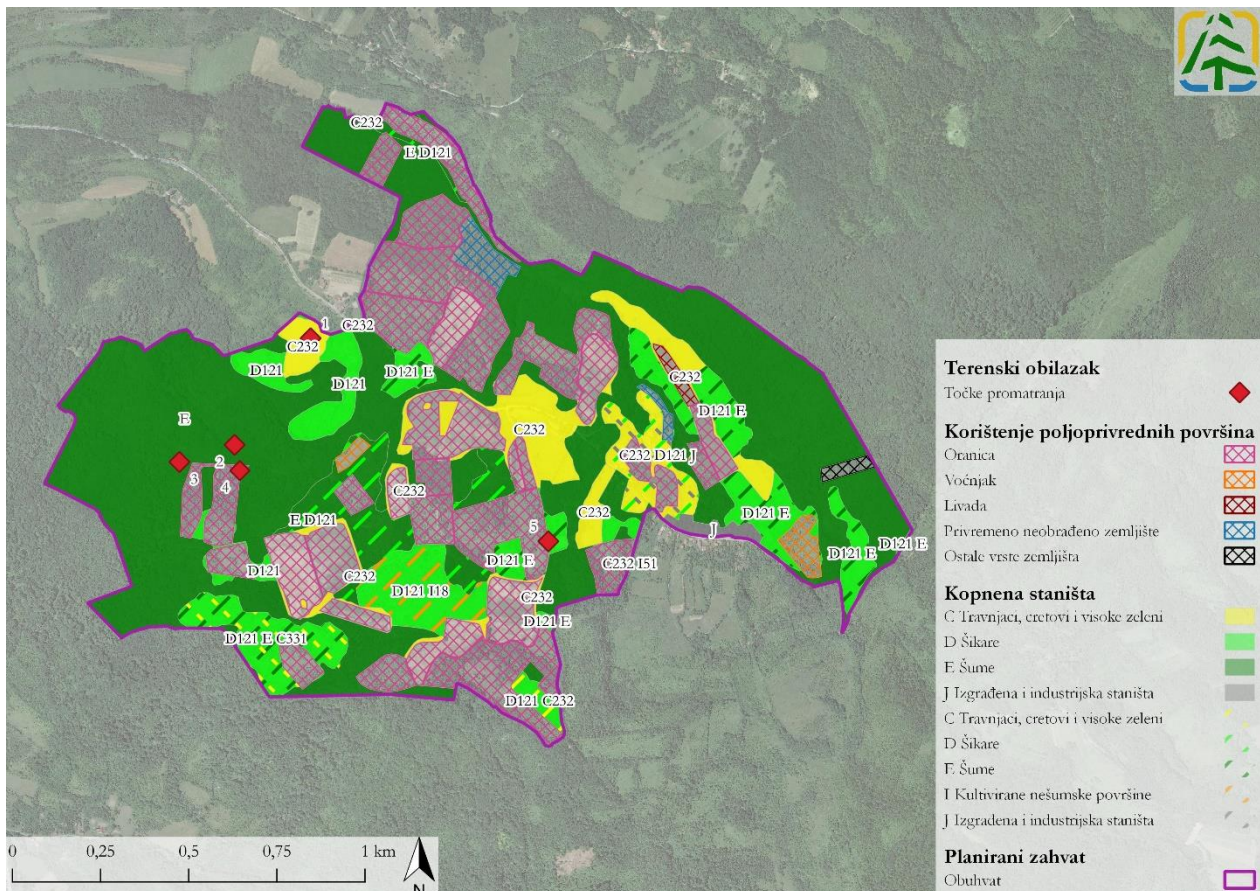 C232
E D121
1
C232
C232
D121
D121
D121 E
E
C232
D121 E
C232
C232 D121 J
2
3
4
C232
5
C232
J
D121 E
E D121
D121 E
D121 E
D121
C232
D121 E
C232 I51
D121 I18
C232
D121 E
D121 E C331
D121 C232
Terenski obilazak
Točke promatranja
Korištenje poljoprivrednih površina
Oranica
Voćnjak
Livada
Privremeno neobrađeno zemljište
Ostale vrste zemljišta
Kopnena staništa
C Travnjaci, cretovi i visoke zeleni
D Šikare
E Šume
J Izgrađena i industrijska staništa
C Travnjaci, cretovi i visoke zeleni
D Šikare
E Šume
I Kultivirane nešumske površine
J Izgrađena i industrijska staništa
Planirani zahvat
Obuhvat
0 0,25 0,5 0,75 1 km
N